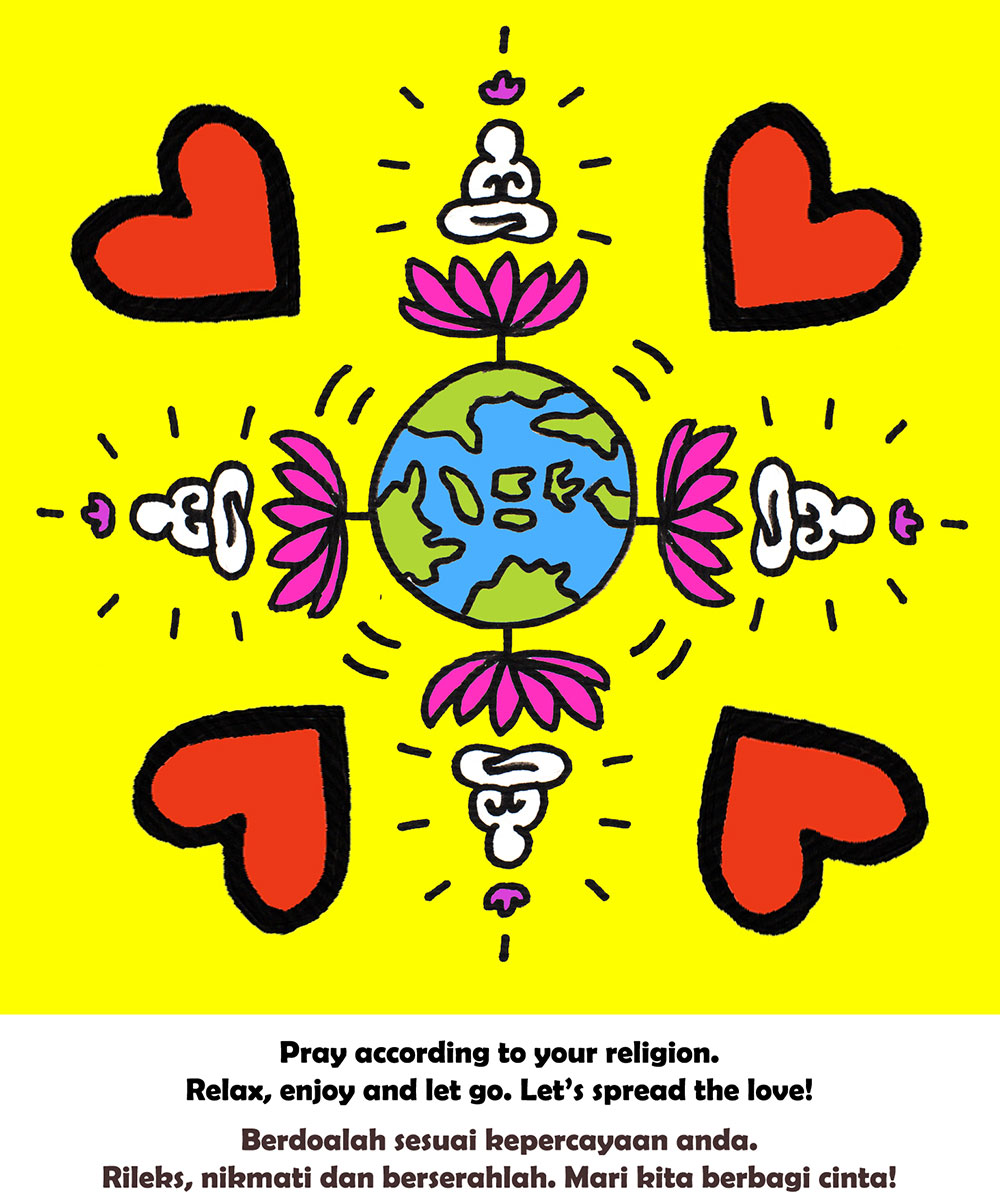 Pray according to your religion.
Relax, enjoy and let go. Let’s spread the love!
Berdoalah sesuai kepercayaan anda.
Rileks, nikmati dan berserahlah. Mari kita berbagi cinta!